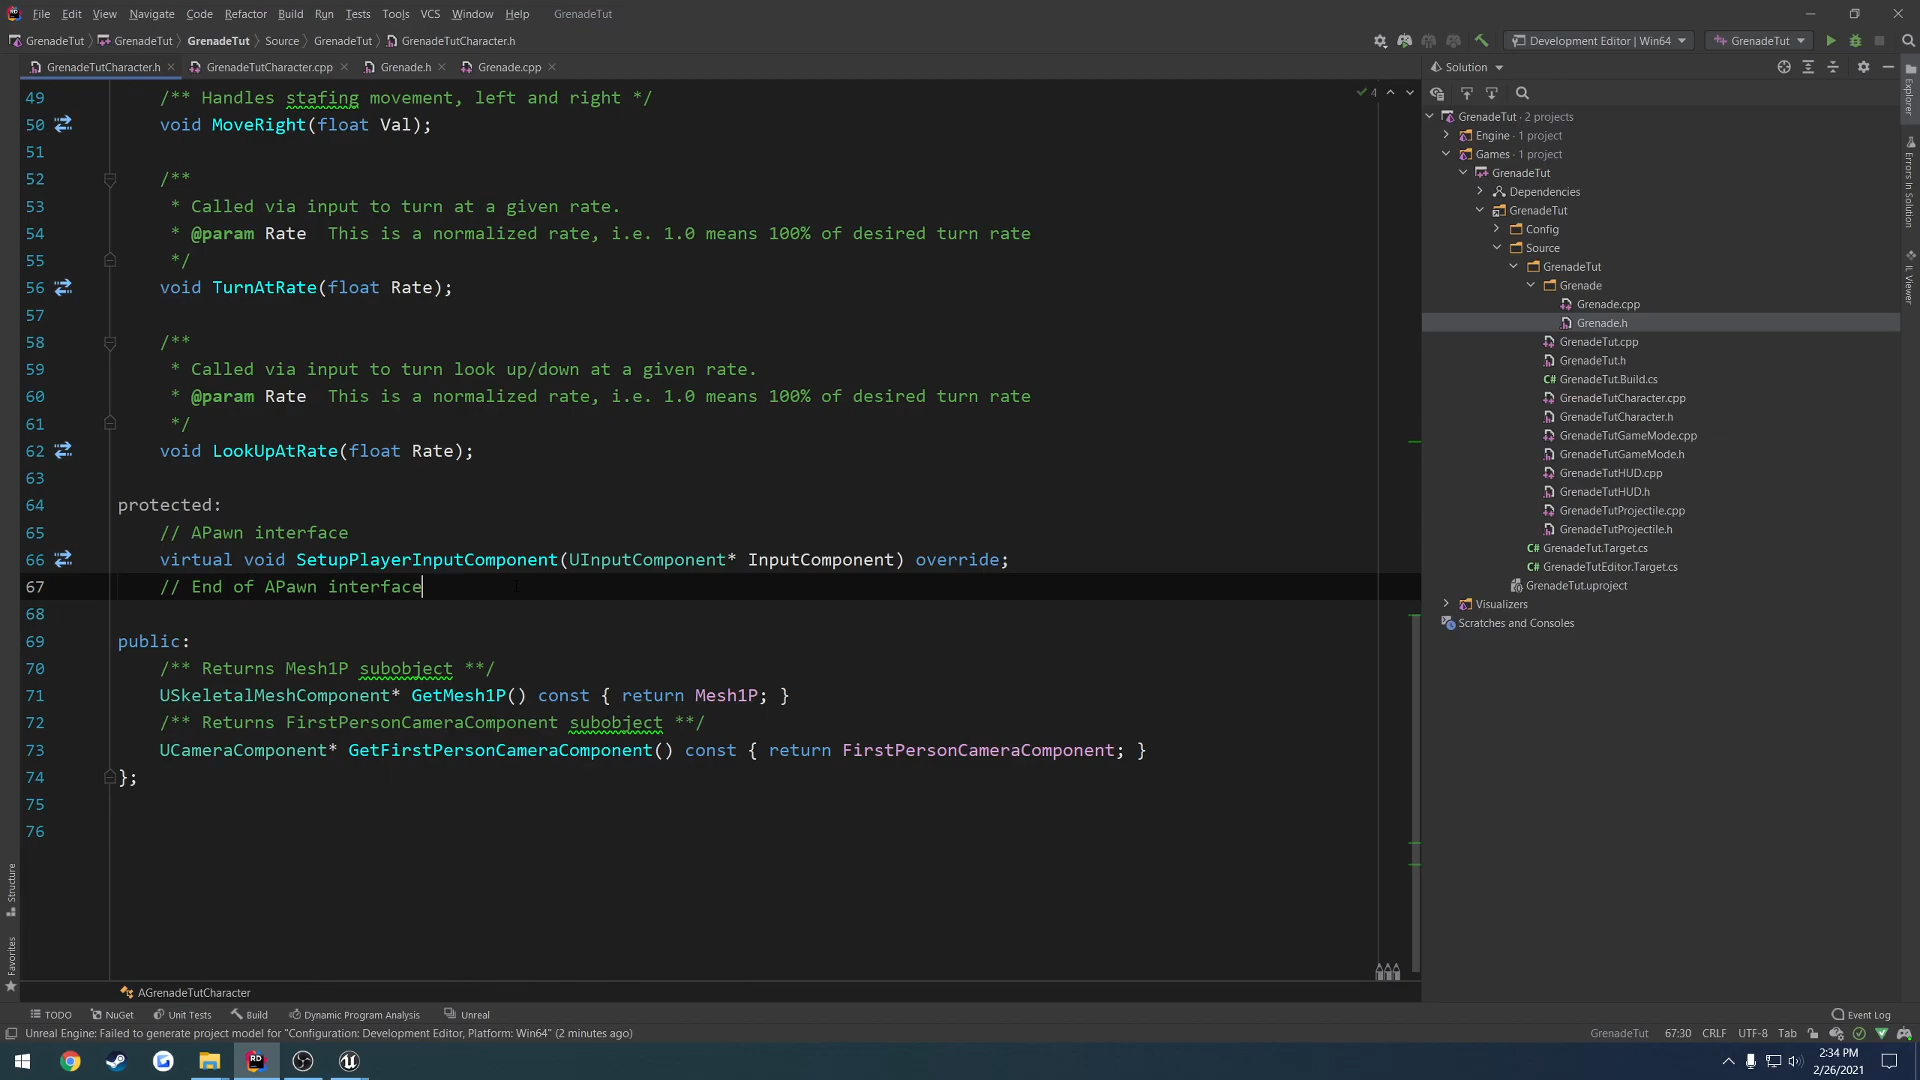 File Edit View Navigate Code Refactor Build Run Tests Tools VCS Window Help GrenadeTut
GrenadeTut GrenadeTut GrenadeTut Source GrenadeTut GrenadeTutCharacter.h
Development Editor | Win64 GrenadeTut
GrenadeTutCharacter.h GrenadeTutCharacter.cpp Grenade.h Grenade.cpp
4
49 /** Handles stafing movement, left and right */
50 void MoveRight(float Val);
51
52 /**
53 * Called via input to turn at a given rate.
54 * @param Rate This is a normalized rate, i.e. 1.0 means 100% of desired turn rate
55 */
56 void TurnAtRate(float Rate);
57
58 /**
59 * Called via input to turn look up/down at a given rate.
60 * @param Rate This is a normalized rate, i.e. 1.0 means 100% of desired turn rate
61 */
62 void LookUpAtRate(float Rate);
63
64 protected:
65 // APawn interface
66 virtual void SetupPlayerInputComponent(UInputComponent* InputComponent) override;
67 // End of APawn interface
68
69 public:
70 /** Returns Mesh1P subobject **/
71 USkeletalMeshComponent* GetMesh1P() const { return Mesh1P; }
72 /** Returns FirstPersonCameraComponent subobject **/
73 UCameraComponent* GetFirstPersonCameraComponent() const { return FirstPersonCameraComponent; }
74 };
75
76
AGrenadeTutCharacter
Solution
GrenadeTut · 2 projects
Engine · 1 project
Games · 1 project
GrenadeTut
Dependencies
GrenadeTut
Config
Source
GrenadeTut
Grenade
Grenade.cpp
Grenade.h
GrenadeTut.cpp
GrenadeTut.h
C# GrenadeTut.Build.cs
GrenadeTutCharacter.cpp
GrenadeTutCharacter.h
GrenadeTutGameMode.cpp
GrenadeTutGameMode.h
GrenadeTutHUD.cpp
GrenadeTutHUD.h
GrenadeTutProjectile.cpp
GrenadeTutProjectile.h
C# GrenadeTut.Target.cs
C# GrenadeTutEditor.Target.cs
GrenadeTut.uproject
Visualizers
Scratches and Consoles
Explorer
Errors In Solution
IL Viewer
Structure
Favorites
TODO NuGet Unit Tests Build Dynamic Program Analysis Unreal Event Log
Unreal Engine: Failed to generate project model for "Configuration: Development Editor, Platform: Win64" (2 minutes ago)
GrenadeTut 67:30 CRLF UTF-8 Tab
RD
2:34 PM
2/26/2021